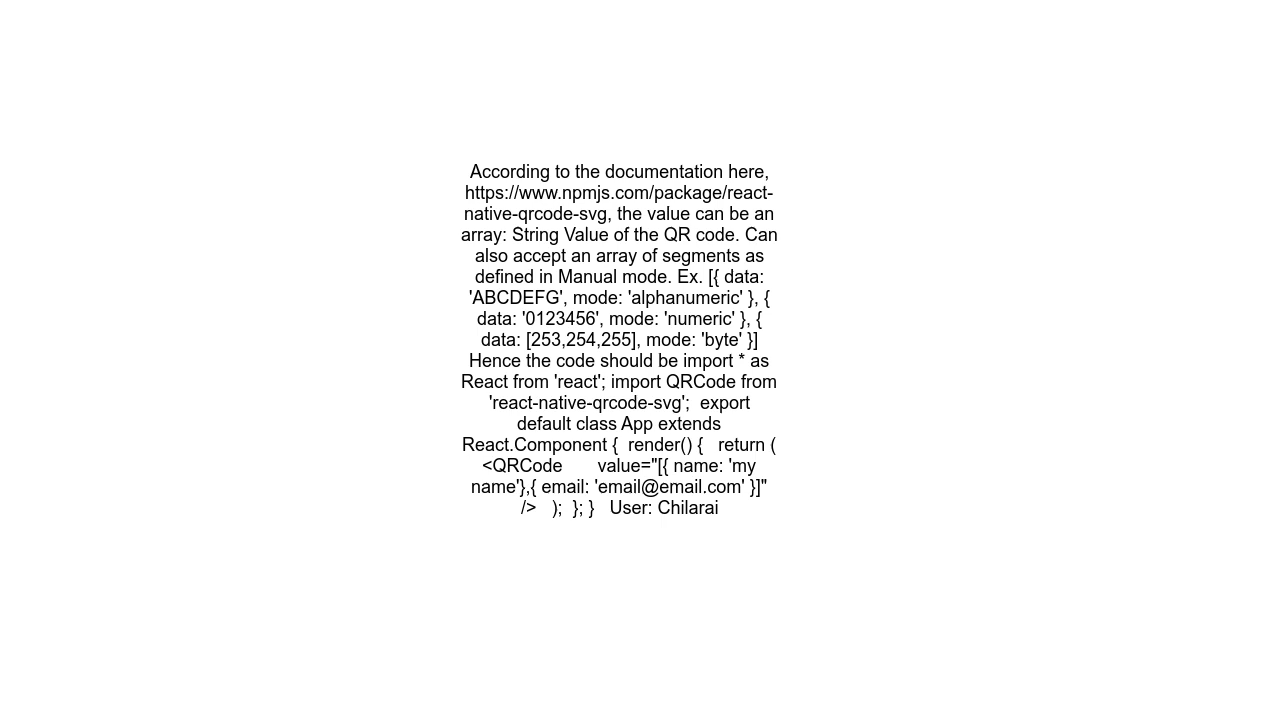 According to the documentation here,
https://www.npmjs.com/package/react-
native-qrcode-svg, the value can be an
array: String Value of the QR code. Can
also accept an array of segments as
defined in Manual mode. Ex. [{ data:
'ABCDEFG', mode: 'alphanumeric' }, {
data: '0123456', mode: 'numeric' }, {
data: [253,254,255], mode: 'byte' }]
Hence the code should be import * as
React from 'react'; import QRCode from
'react-native-qrcode-svg';  export
default class App extends
React.Component {  render() {   return (
<QRCode       value="[{ name: 'my
name'},{ email: 'email@email.com' }]"
/>   );  }; }   User: Chilarai